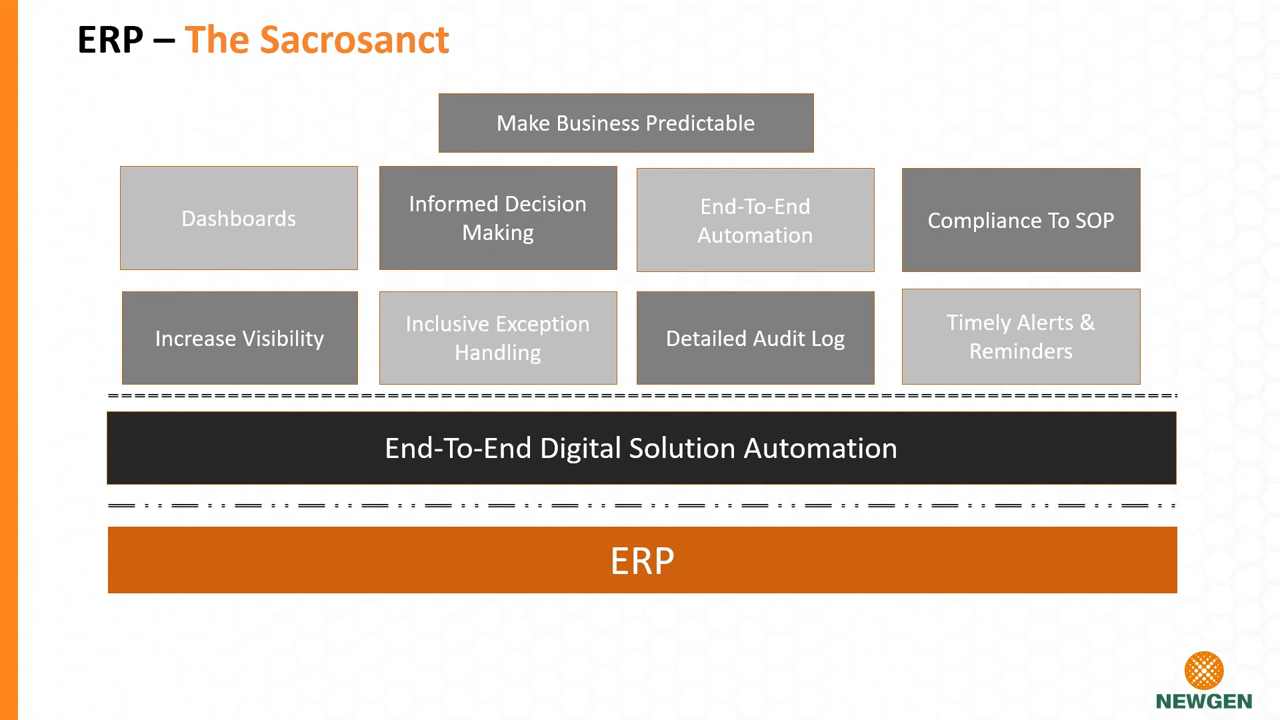 ERP – The Sacrosanct
Make Business Predictable
Dashboards
Informed Decision
Making
End-To-End
Automation
Compliance To SOP
Increase Visibility
Inclusive Exception
Handling
Detailed Audit Log
Timely Alerts &
Reminders
End-To-End Digital Solution Automation
ERP
NEWGEN